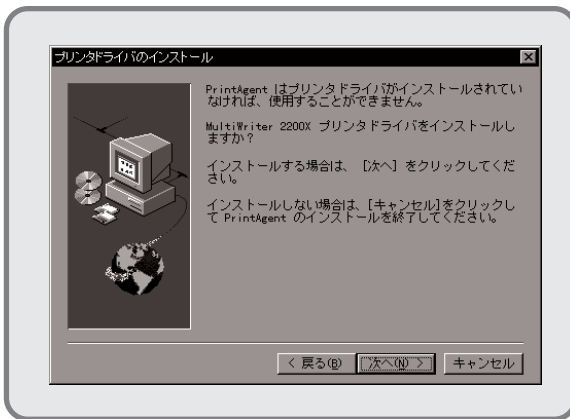 プリンタドライバのインストール
PrintAgent はプリンタドライバがインストールされてい
なければ、使用することができません。
MultiWriter 2200X プリンタドライバをインストールし
ますか？
インストールする場合は、［次へ］をクリックしてくだ
さい。
インストールしない場合は、[キャンセル]をクリックし
て PrintAgent のインストールを終了してください。
< 戻る(B)
次へ(N) >
キャンセル